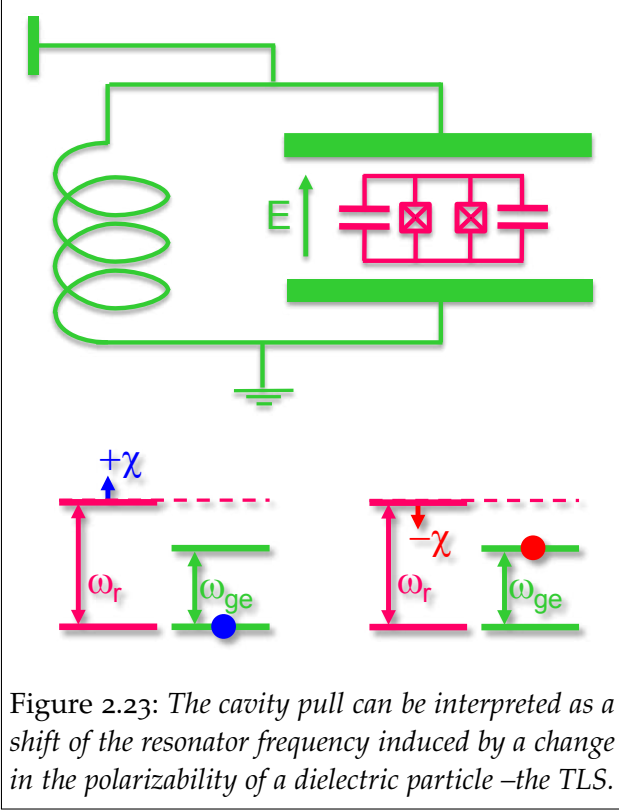 E
+χ
−χ
ωr
ωge
ωr
ωge
Figure 2.23: The cavity pull can be interpreted as a
shift of the resonator frequency induced by a change
in the polarizability of a dielectric particle –the TLS.